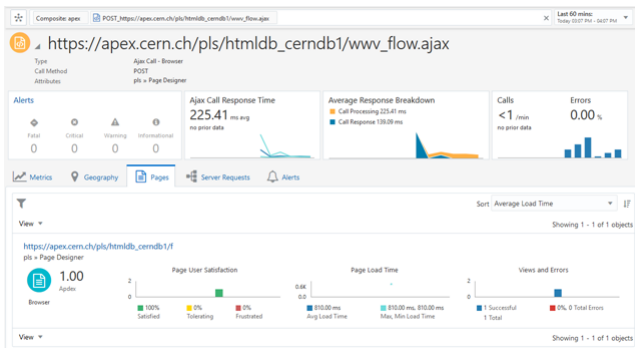 Composite: apex
POST_https://apex.cern.ch/pls/htmldb_cerndb1/wwv_flow.ajax
Last 60 mins:
Today 03:07 PM - 04:07 PM
https://apex.cern.ch/pls/htmldb_cerndb1/wwv_flow.ajax
Type Ajax Call - Browser
Call Method POST
Attributes pls » Page Designer
Alerts
Fatal Critical Warning Informational
0 0 0 0
Ajax Call Response Time
225.41 ms avg
no prior data
Average Response Breakdown
Call Processing 225.41 ms
Call Response 139.09 ms
Calls
<1 /min
no prior data
Errors
0.00 %
Metrics Geography Pages Server Requests Alerts
Sort Average Load Time
View
Showing 1 - 1 of 1 objects
https://apex.cern.ch/pls/htmldb_cerndb1/f
pls » Page Designer
Browser
1.00
Apdex
Page User Satisfaction
2
0
100% Satisfied
0% Tolerating
0% Frustrated
Page Load Time
0.6K
0.0
810.00 ms
Avg Load Time
810.00 ms, 810.00 ms
Max, Min Load Time
Views and Errors
2
0
1 Successful
1 Total
0%, 0 Total Errors
View
Showing 1 - 1 of 1 objects